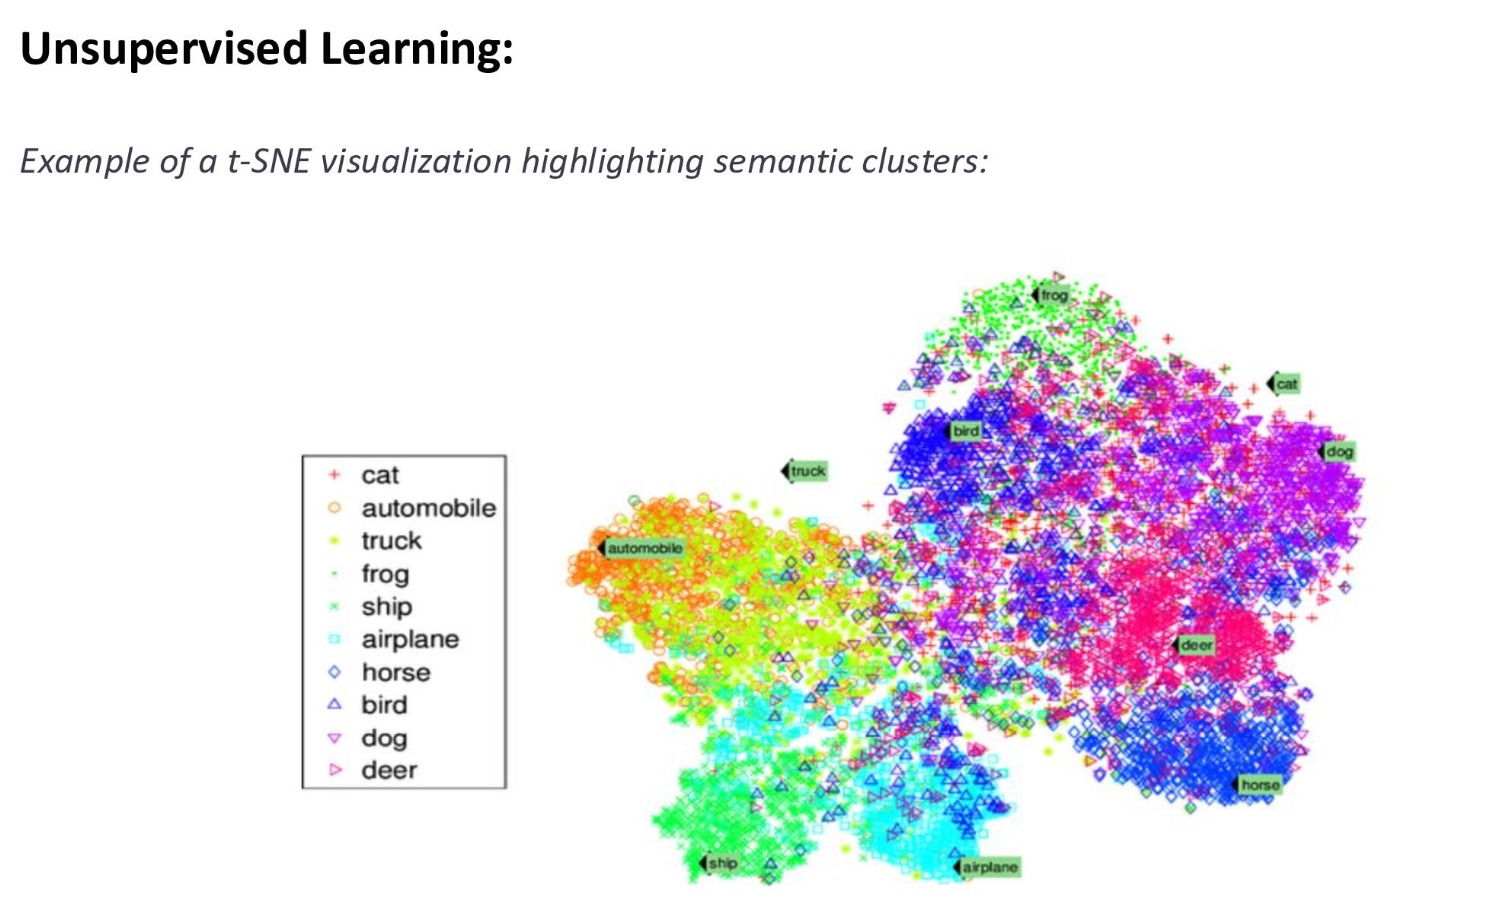 Unsupervised Learning:
Example of a t-SNE visualization highlighting semantic clusters:
frog
cat
bird
dog
truck
automobile
deer
horse
ship
airplane
cat
automobile
truck
frog
ship
airplane
horse
bird
dog
deer